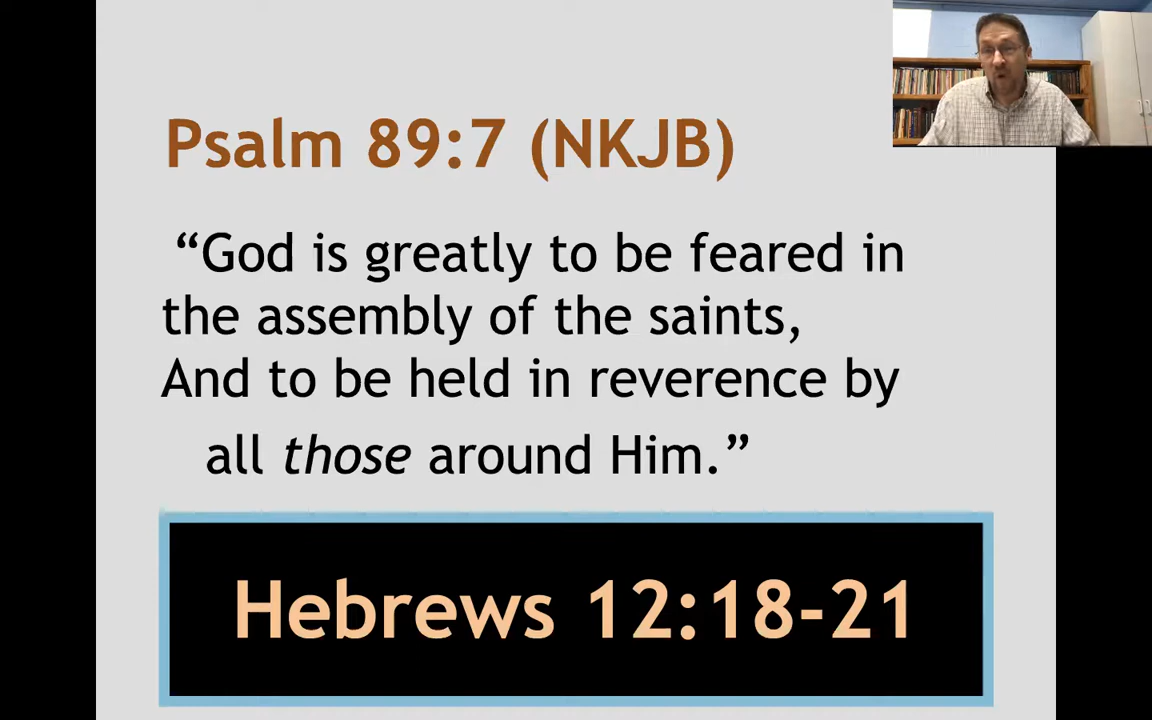 Psalm 89:7 (NKJB)
“God is greatly to be feared in
the assembly of the saints,
And to be held in reverence by
all those around Him.”
Hebrews 12:18-21